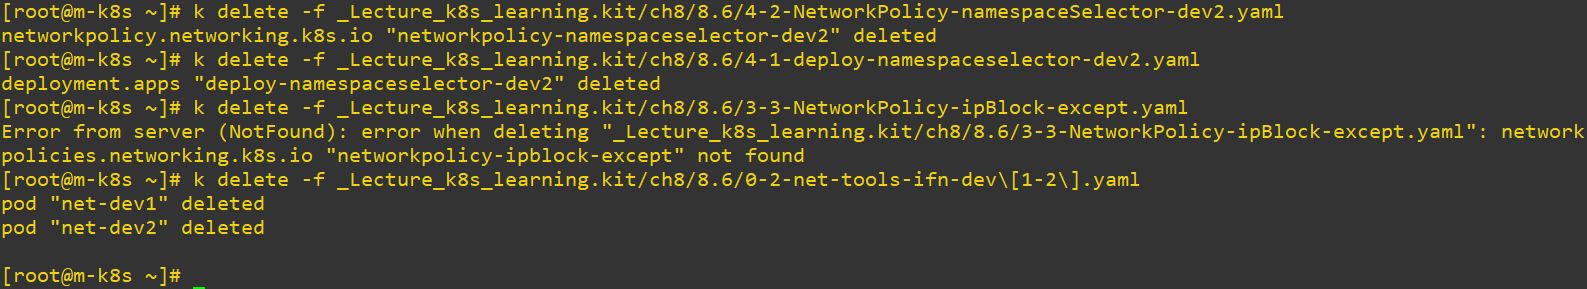 [root@m-k8s ~]# k delete -f _Lecture_k8s_learning.kit/ch8/8.6/4-2-NetworkPolicy-namespaceSelector-dev2.yaml
networkpolicy.networking.k8s.io "networkpolicy-namespaceselector-dev2" deleted
[root@m-k8s ~]# k delete -f _Lecture_k8s_learning.kit/ch8/8.6/4-1-deploy-namespaceselector-dev2.yaml
deployment.apps "deploy-namespaceselector-dev2" deleted
[root@m-k8s ~]# k delete -f _Lecture_k8s_learning.kit/ch8/8.6/3-3-NetworkPolicy-ipBlock-except.yaml
Error from server (NotFound): error when deleting "_Lecture_k8s_learning.kit/ch8/8.6/3-3-NetworkPolicy-ipBlock-except.yaml": network
policies.networking.k8s.io "networkpolicy-ipblock-except" not found
[root@m-k8s ~]# k delete -f _Lecture_k8s_learning.kit/ch8/8.6/0-2-net-tools-ifn-dev\[1-2\].yaml
pod "net-dev1" deleted
pod "net-dev2" deleted
[root@m-k8s ~]#